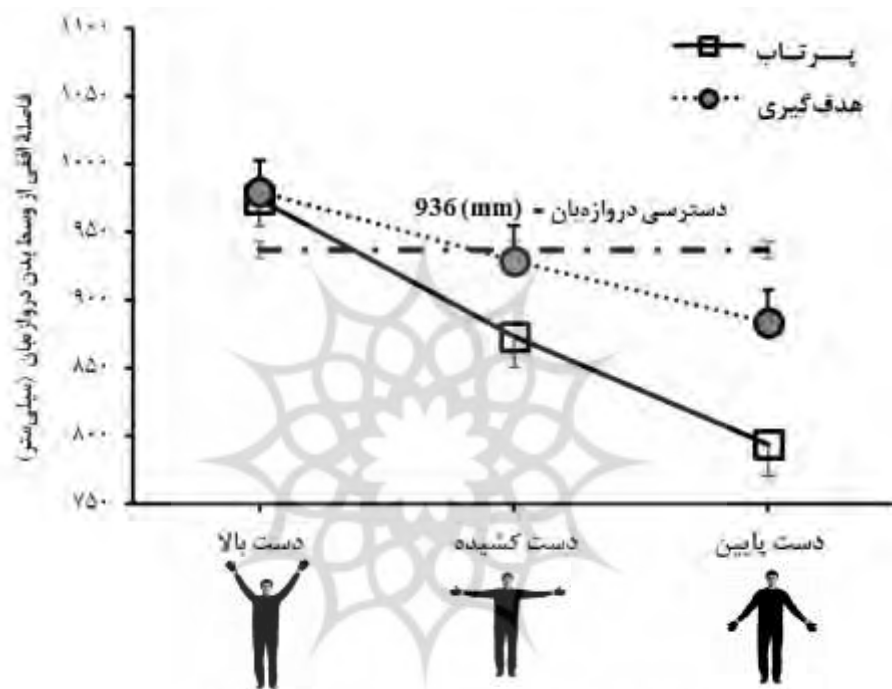 پـــرتــاب
هدف‌گیری
دسترسی دروازه‌بان = 936 (mm)
فاصلهٔ افقی از وسط بدن دروازه‌بان (میلی‌متر)
۱۱۰۰
۱۰۵۰
۱۰۰۰
۹۵۰
۹۰۰
۸۵۰
۸۰۰
۷۵۰
دست بالا
دست کشیده
دست پایین